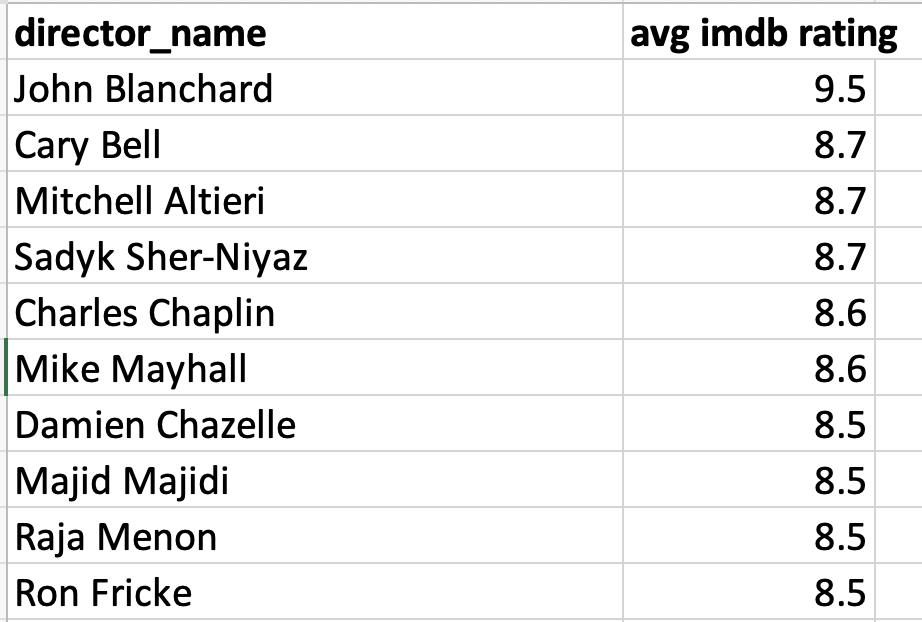 director_name avg imdb rating
John Blanchard 9.5
Cary Bell 8.7
Mitchell Altieri 8.7
Sadyk Sher-Niyaz 8.7
Charles Chaplin 8.6
Mike Mayhall 8.6
Damien Chazelle 8.5
Majid Majidi 8.5
Raja Menon 8.5
Ron Fricke 8.5